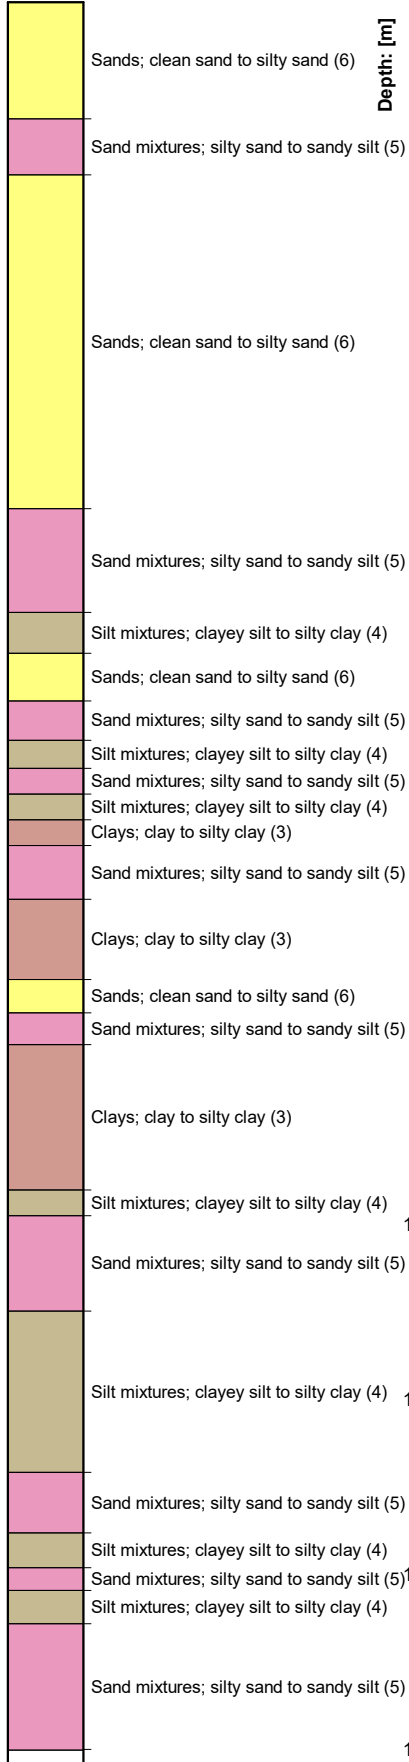 Depth: [m]
Sands; clean sand to silty sand (6)
Sand mixtures; silty sand to sandy silt (5)
Sands; clean sand to silty sand (6)
Sand mixtures; silty sand to sandy silt (5)
Silt mixtures; clayey silt to silty clay (4)
Sands; clean sand to silty sand (6)
Sand mixtures; silty sand to sandy silt (5)
Silt mixtures; clayey silt to silty clay (4)
Sand mixtures; silty sand to sandy silt (5)
Silt mixtures; clayey silt to silty clay (4)
Clays; clay to silty clay (3)
Sand mixtures; silty sand to sandy silt (5)
Clays; clay to silty clay (3)
Sands; clean sand to silty sand (6)
Sand mixtures; silty sand to sandy silt (5)
Clays; clay to silty clay (3)
Silt mixtures; clayey silt to silty clay (4)
1
Sand mixtures; silty sand to sandy silt (5)
Silt mixtures; clayey silt to silty clay (4) 1
Sand mixtures; silty sand to sandy silt (5)
Silt mixtures; clayey silt to silty clay (4)
Sand mixtures; silty sand to sandy silt (5) 1
Silt mixtures; clayey silt to silty clay (4)
Sand mixtures; silty sand to sandy silt (5)
1